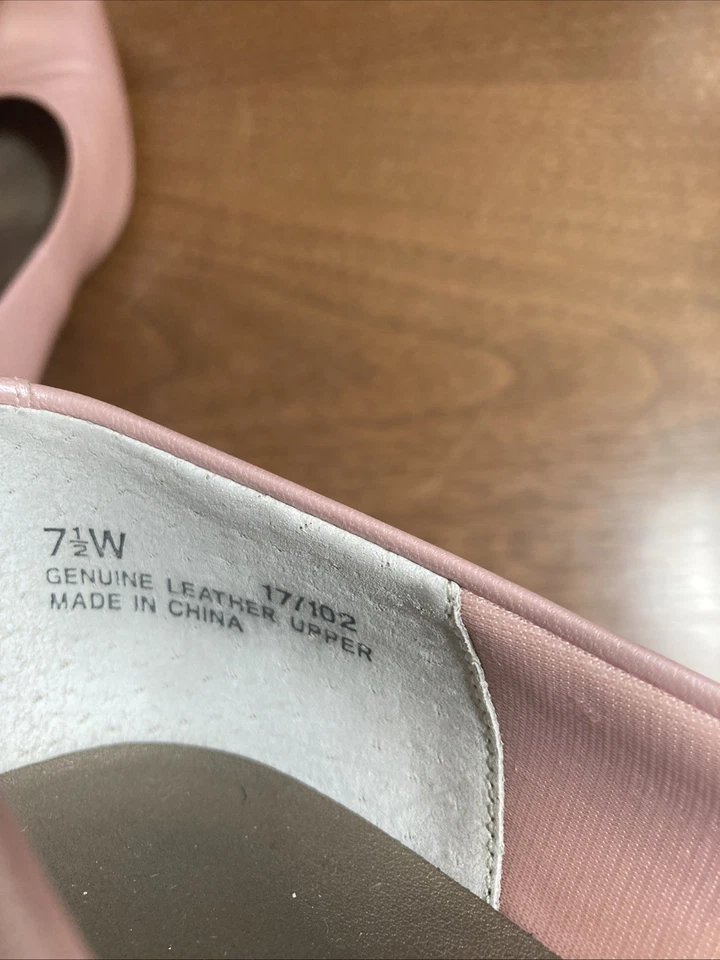 7½W
17/102
GENUINE LEATHER UPPER
MADE IN CHINA